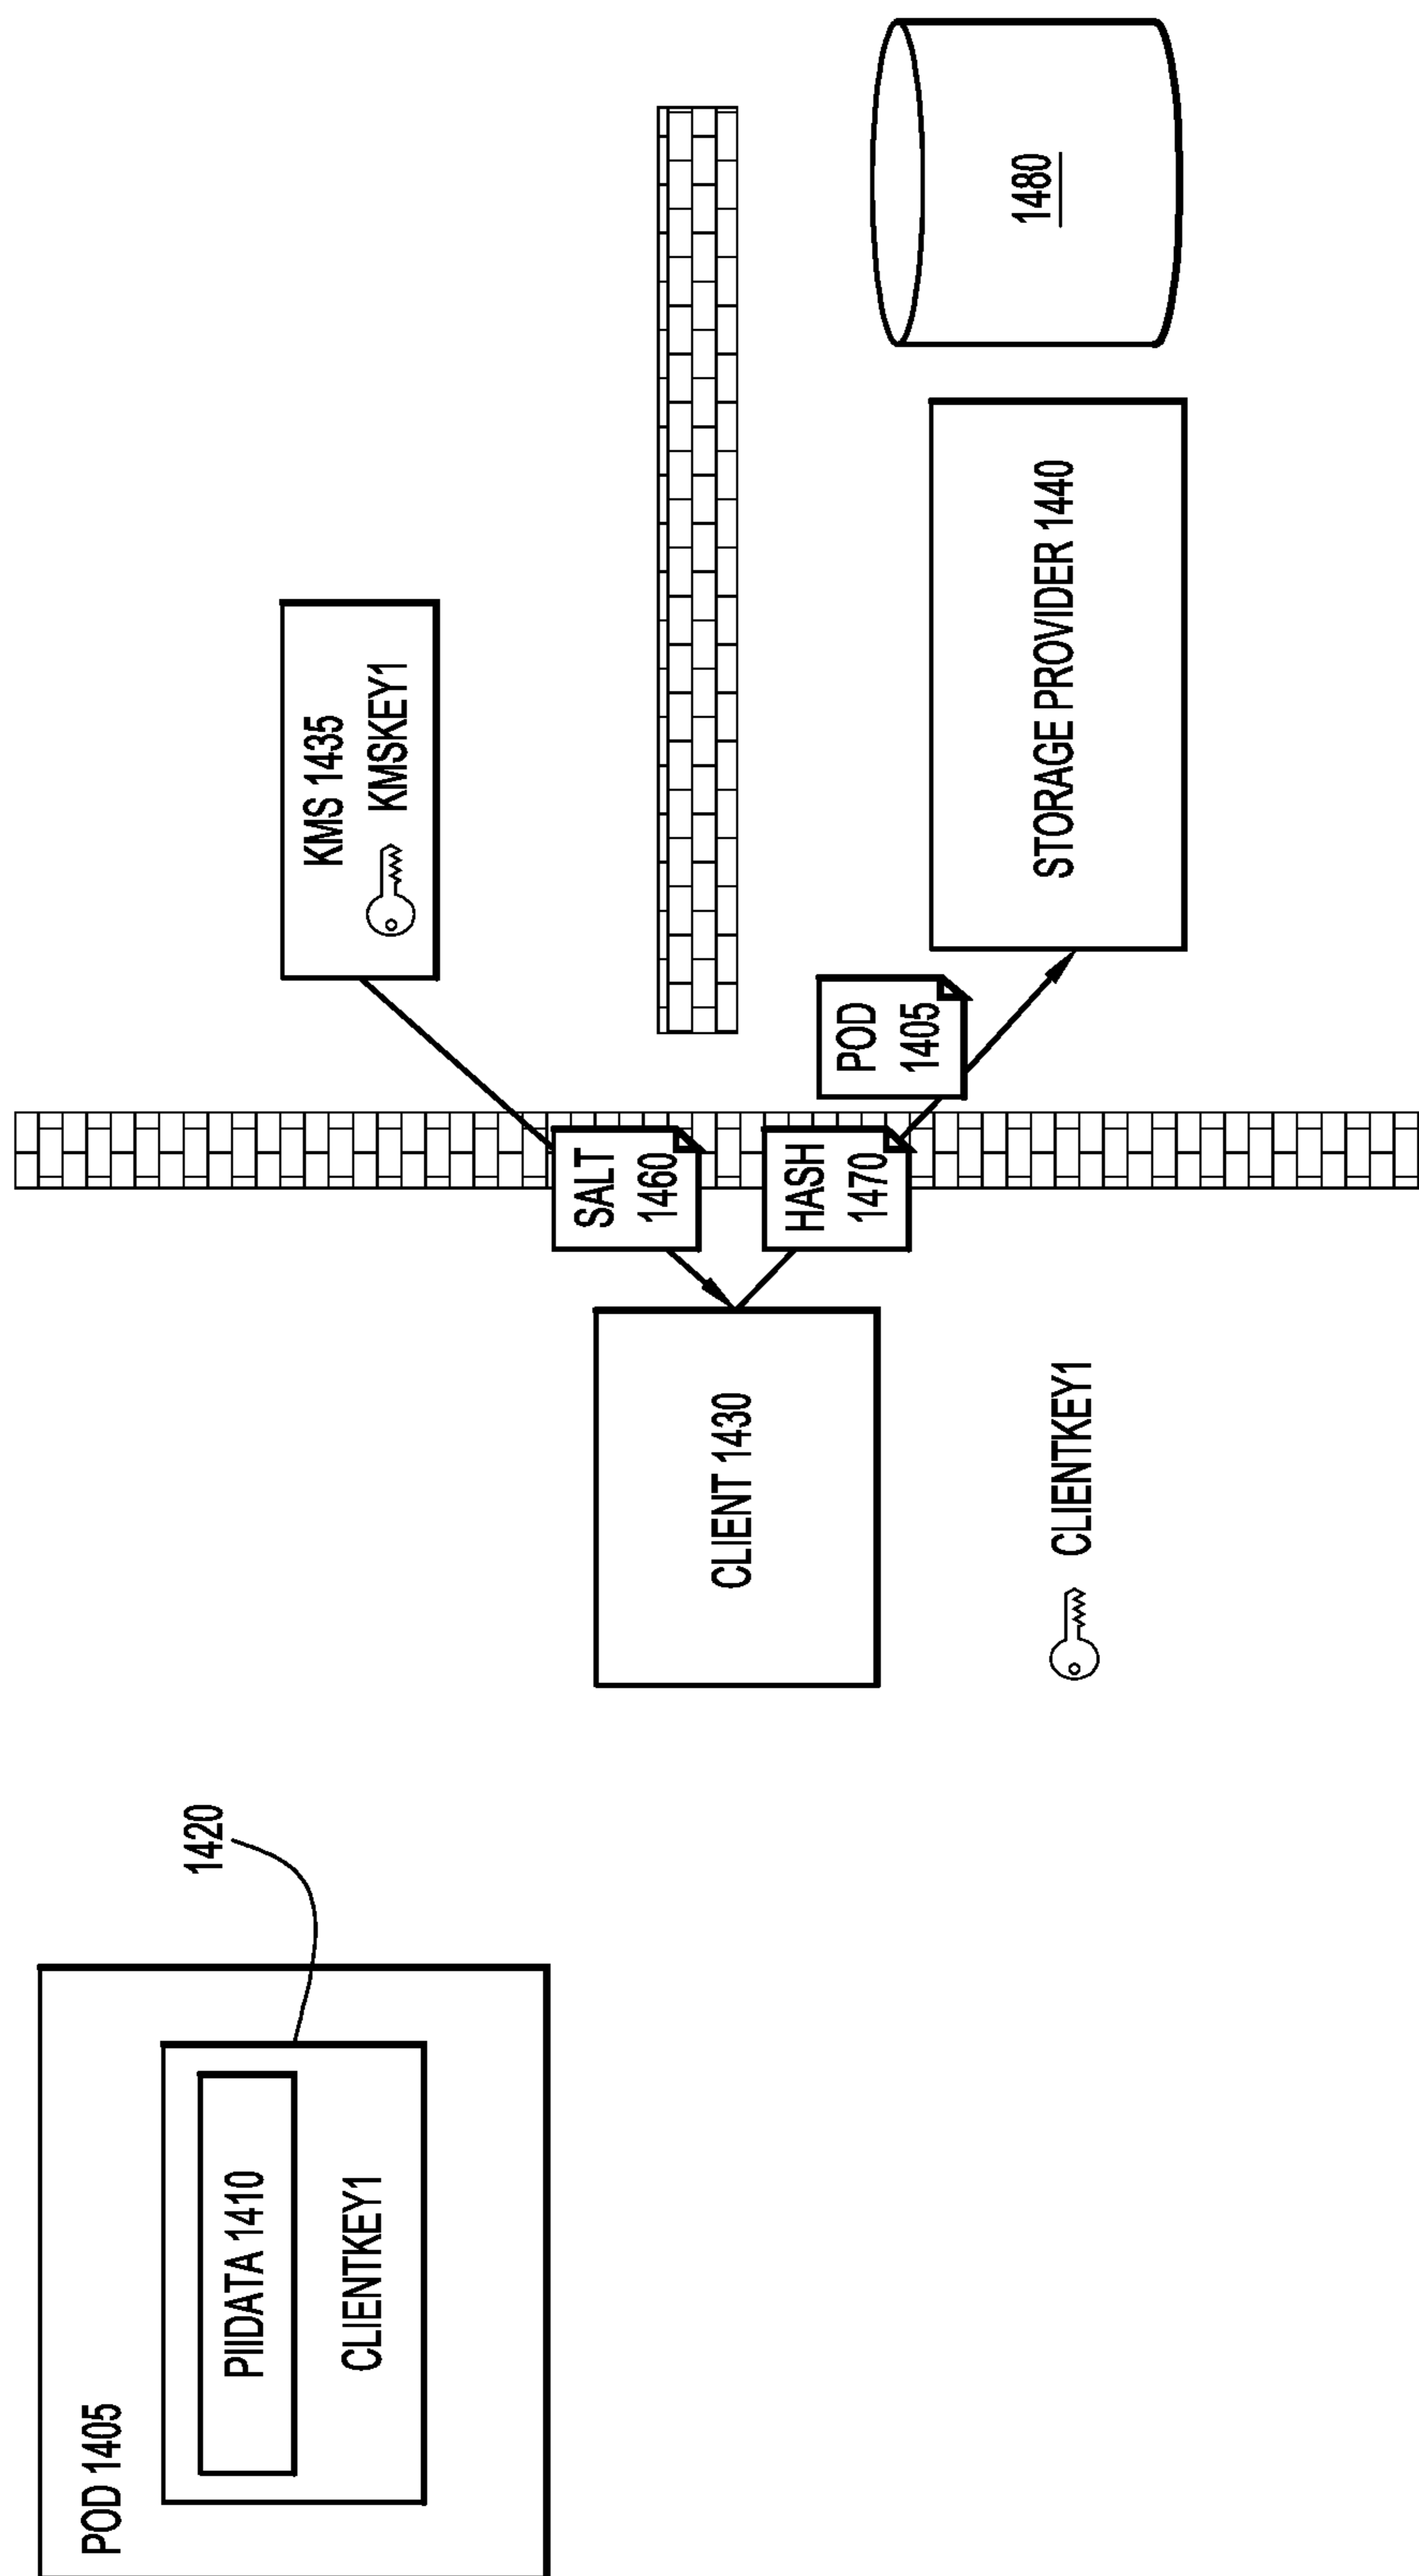 POD 1405
PIIDATA 1410
CLIENTKEY1
1420
CLIENT 1430
CLIENTKEY1
SALT
1460
HASH
1470
POD
1405
KMS 1435
KMSKEY1
STORAGE PROVIDER 1440
1480